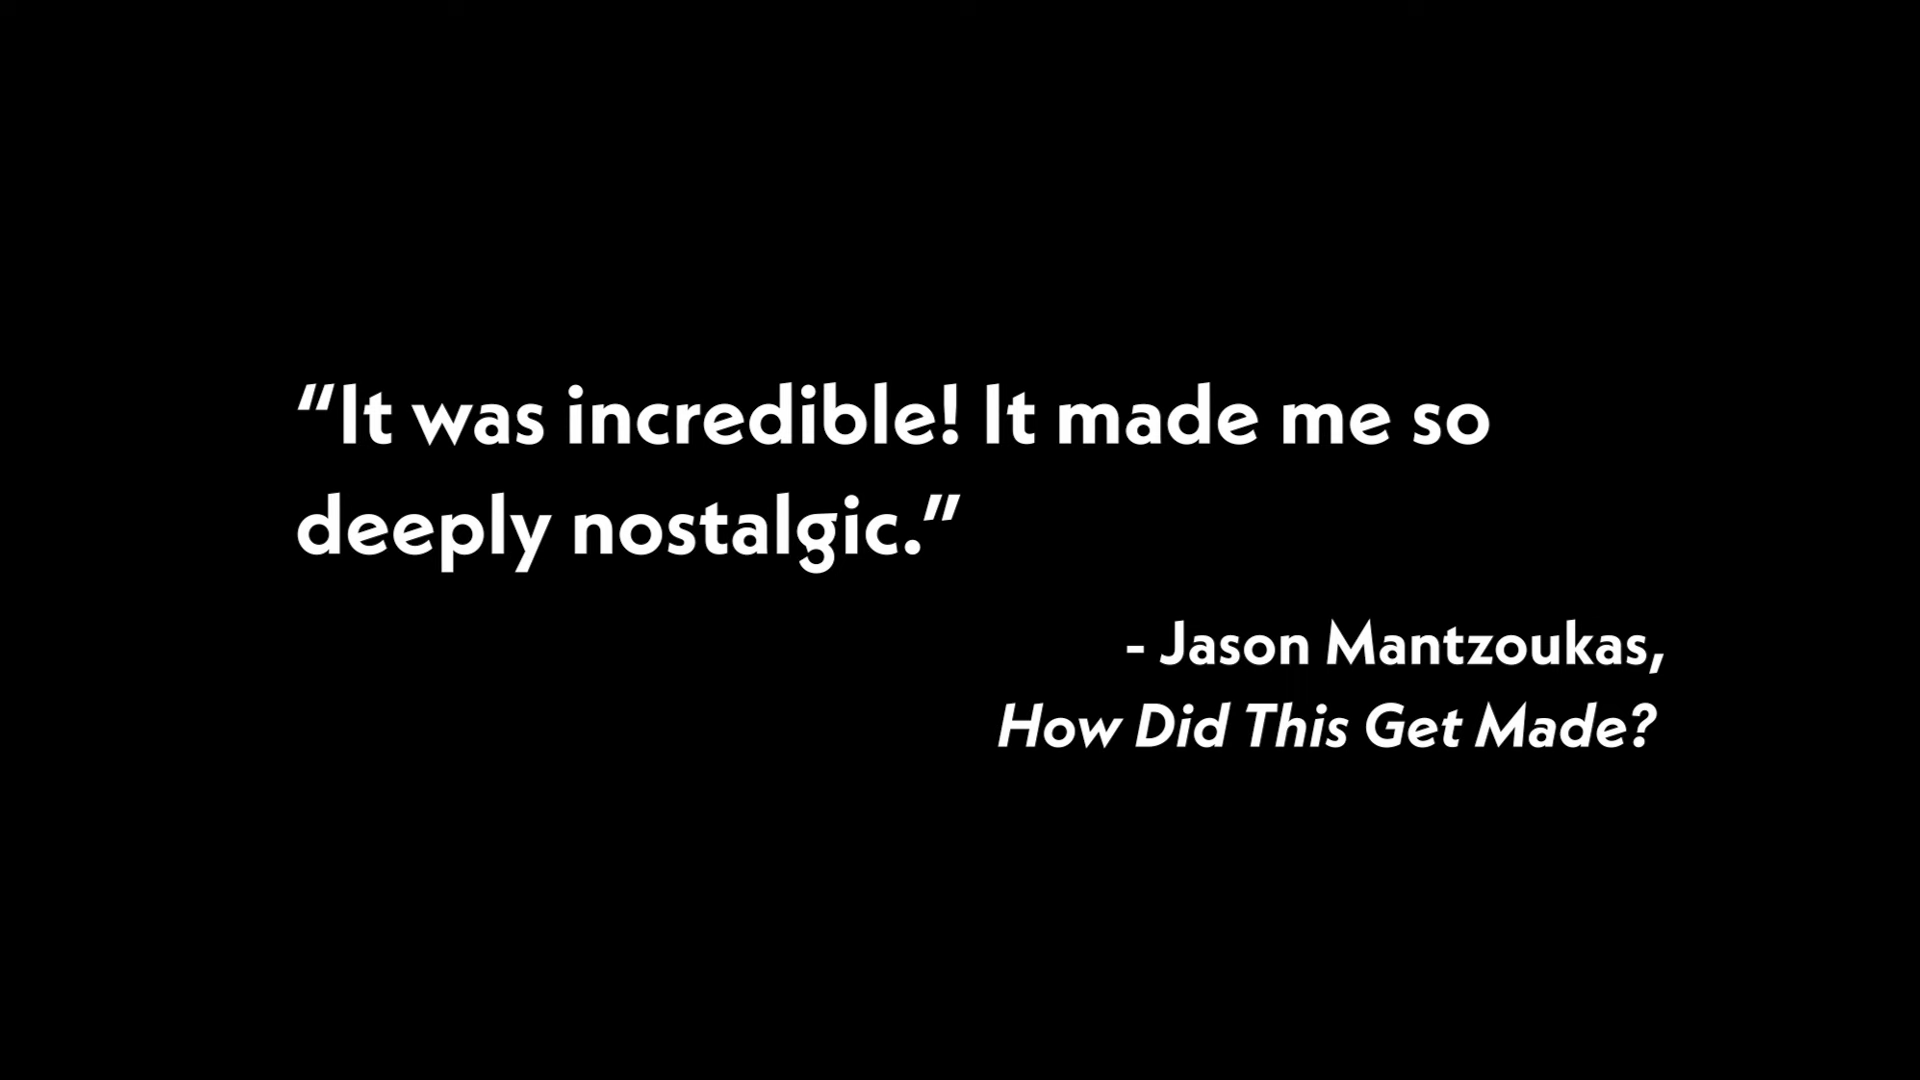 “It was incredible! It made me so
deeply nostalgic.”
- Jason Mantzoukas,
How Did This Get Made?